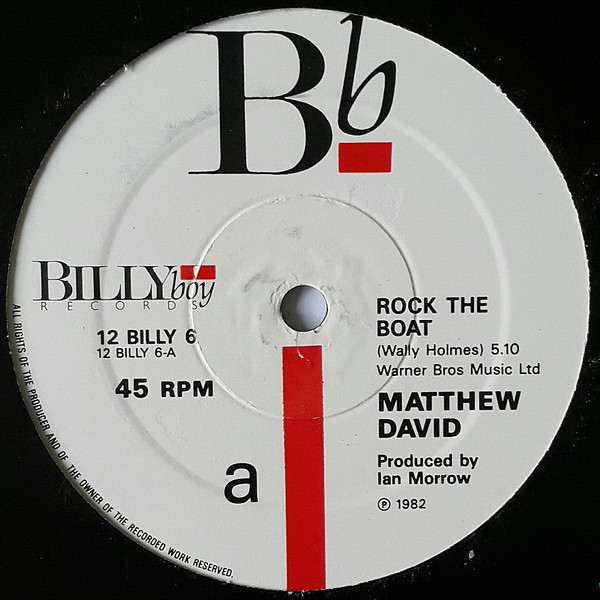 Bb
BILLYboy
RECORDS
12 BILLY 6
12 BILLY 6-A
45 RPM
a
ROCK THE
BOAT
(Wally Holmes) 5.10
Warner Bros Music Ltd
MATTHEW
DAVID
Produced by
Ian Morrow
℗ 1982
ALL RIGHTS OF THE PRODUCER AND OF THE OWNER OF THE RECORDED WORK RESERVED.